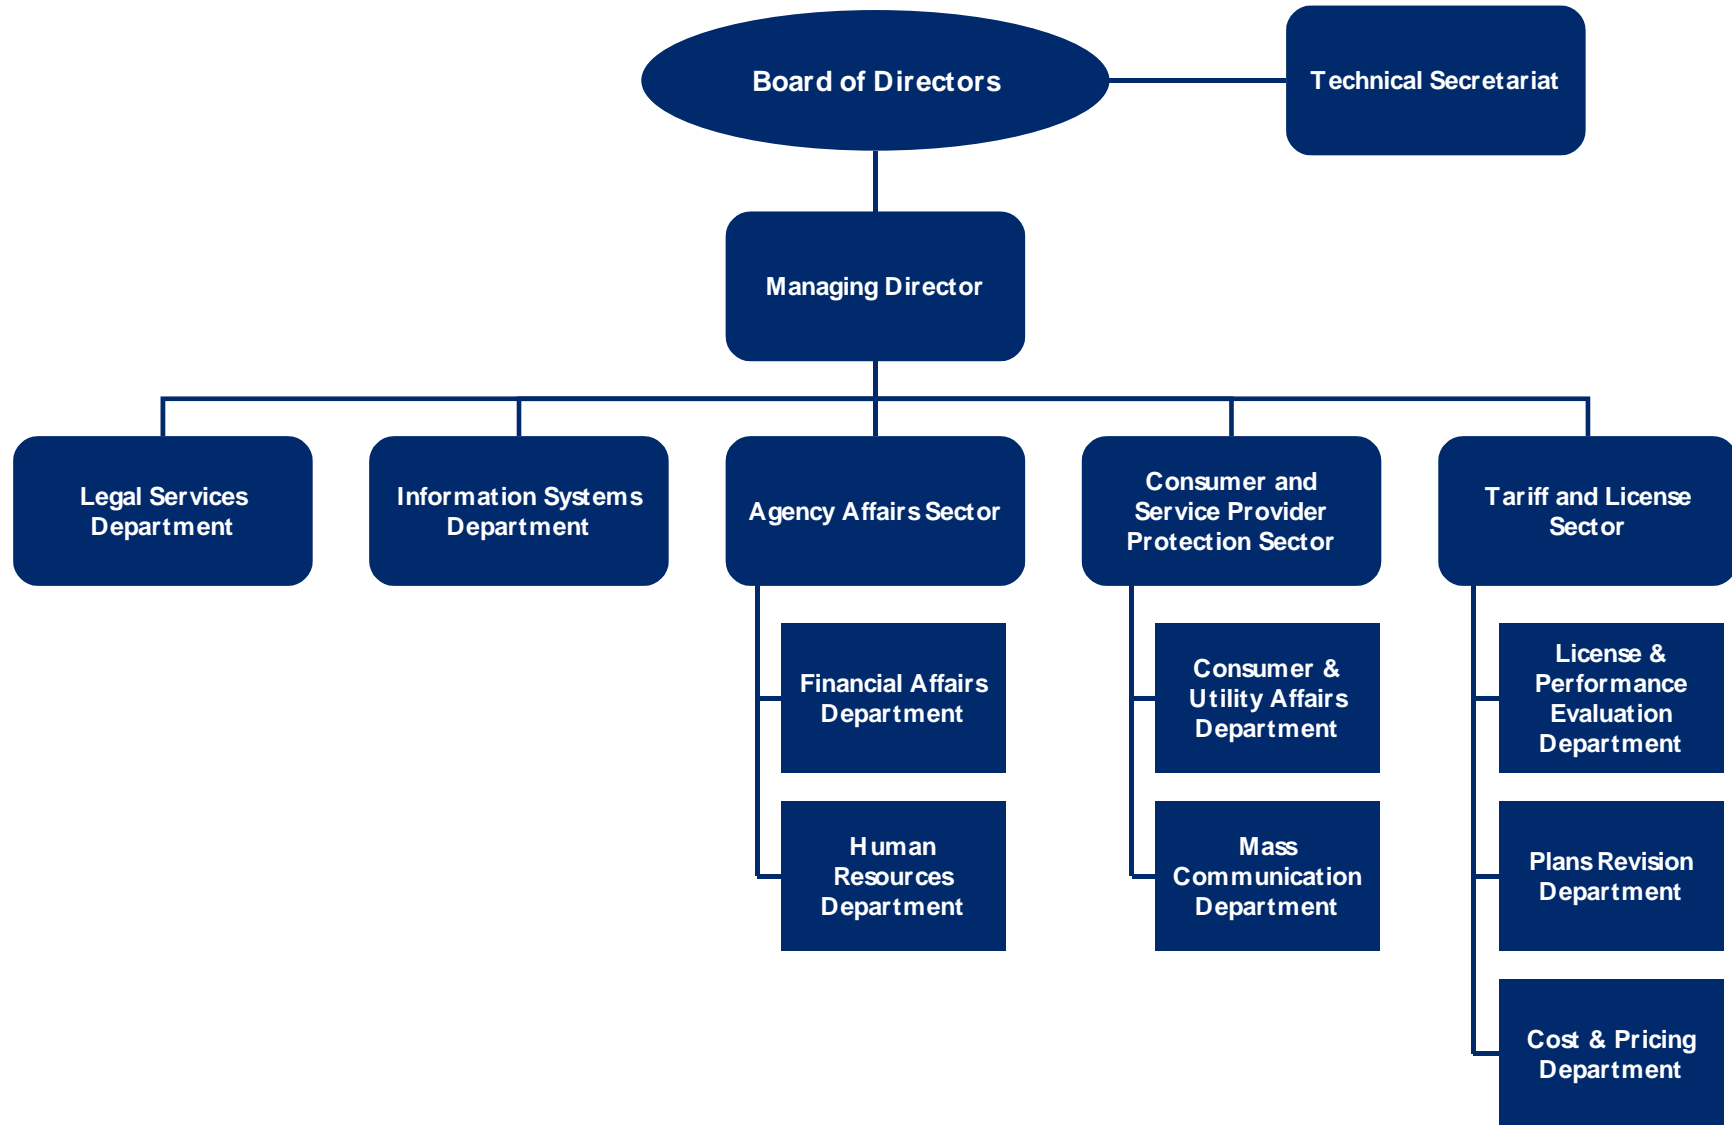 Board of Directors
Technical Secretariat
Managing Director
Legal Services
Department
Information Systems
Department
Agency Affairs Sector
Consumer and
Service Provider
Protection Sector
Tariff and License
Sector
Financial Affairs
Department
Consumer &
Utility Affairs
Department
License &
Performance
Evaluation
Department
Human
Resources
Department
Mass
Communication
Department
Plans Revision
Department
Cost & Pricing
Department